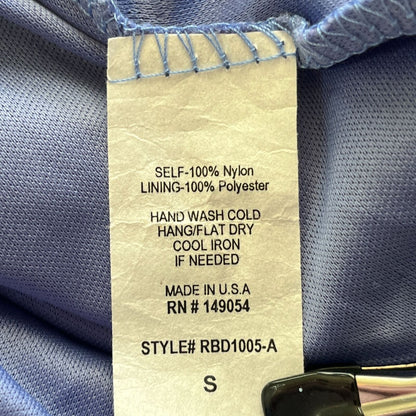 SELF-100% Nylon
LINING-100% Polyester
HAND WASH COLD
HANG/FLAT DRY
COOL IRON
IF NEEDED
MADE IN U.S.A
RN # 149054
STYLE# RBD1005-A
S